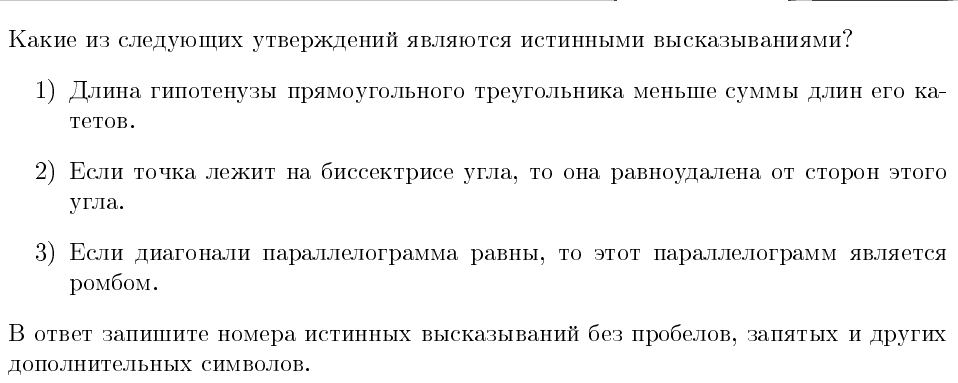 Какие из следующих утверждений являются истинными высказываниями?
1) Длина гипотенузы прямоугольного треугольника меньше суммы длин его ка-
тетов.
2) Если точка лежит на биссектрисе угла, то она равноудалена от сторон этого
угла.
3) Если диагонали параллелограмма равны, то этот параллелограмм является
ромбом.
В ответ запишите номера истинных высказываний без пробелов, запятых и других
дополнительных символов.